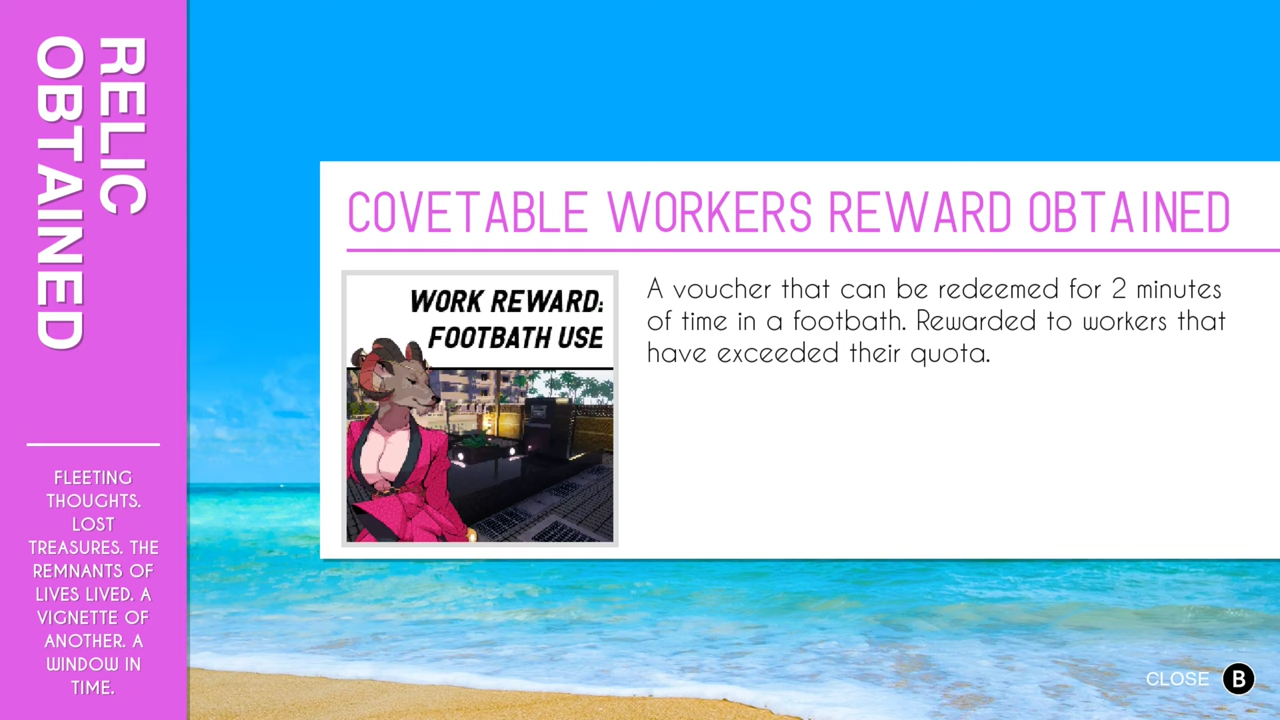 RELIC
OBTAINED
FLEETING
THOUGHTS.
LOST
TREASURES. THE
REMNANTS OF
LIVES LIVED. A
VIGNETTE OF
ANOTHER. A
WINDOW IN
TIME.
COVETABLE WORKERS REWARD OBTAINED
WORK REWARD:
FOOTBATH USE
A voucher that can be redeemed for 2 minutes
of time in a footbath. Rewarded to workers that
have exceeded their quota.
CLOSE B